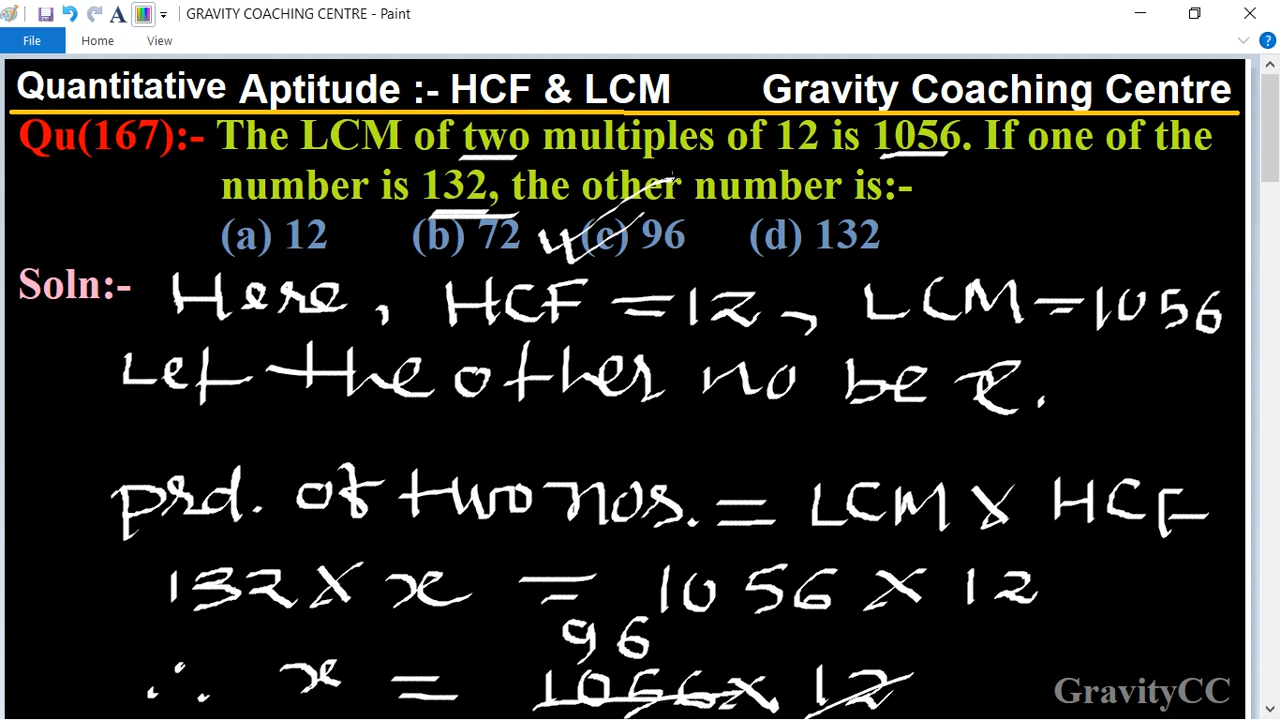 GRAVITY COACHING CENTRE - Paint
File Home View
Quantitative Aptitude :- HCF & LCM Gravity Coaching Centre
Qu(167):- The LCM of two multiples of 12 is 1056. If one of the
number is 132, the other number is:-
(a) 12 (b) 72 (c) 96 (d) 132
Soln:- Here, HCF = 12, LCM = 1056
Let the other no be x.
prd. of two nos. = LCM × HCF
132 × x = 1056 × 12
96
∴ x = 1056 × 12
GravityCC